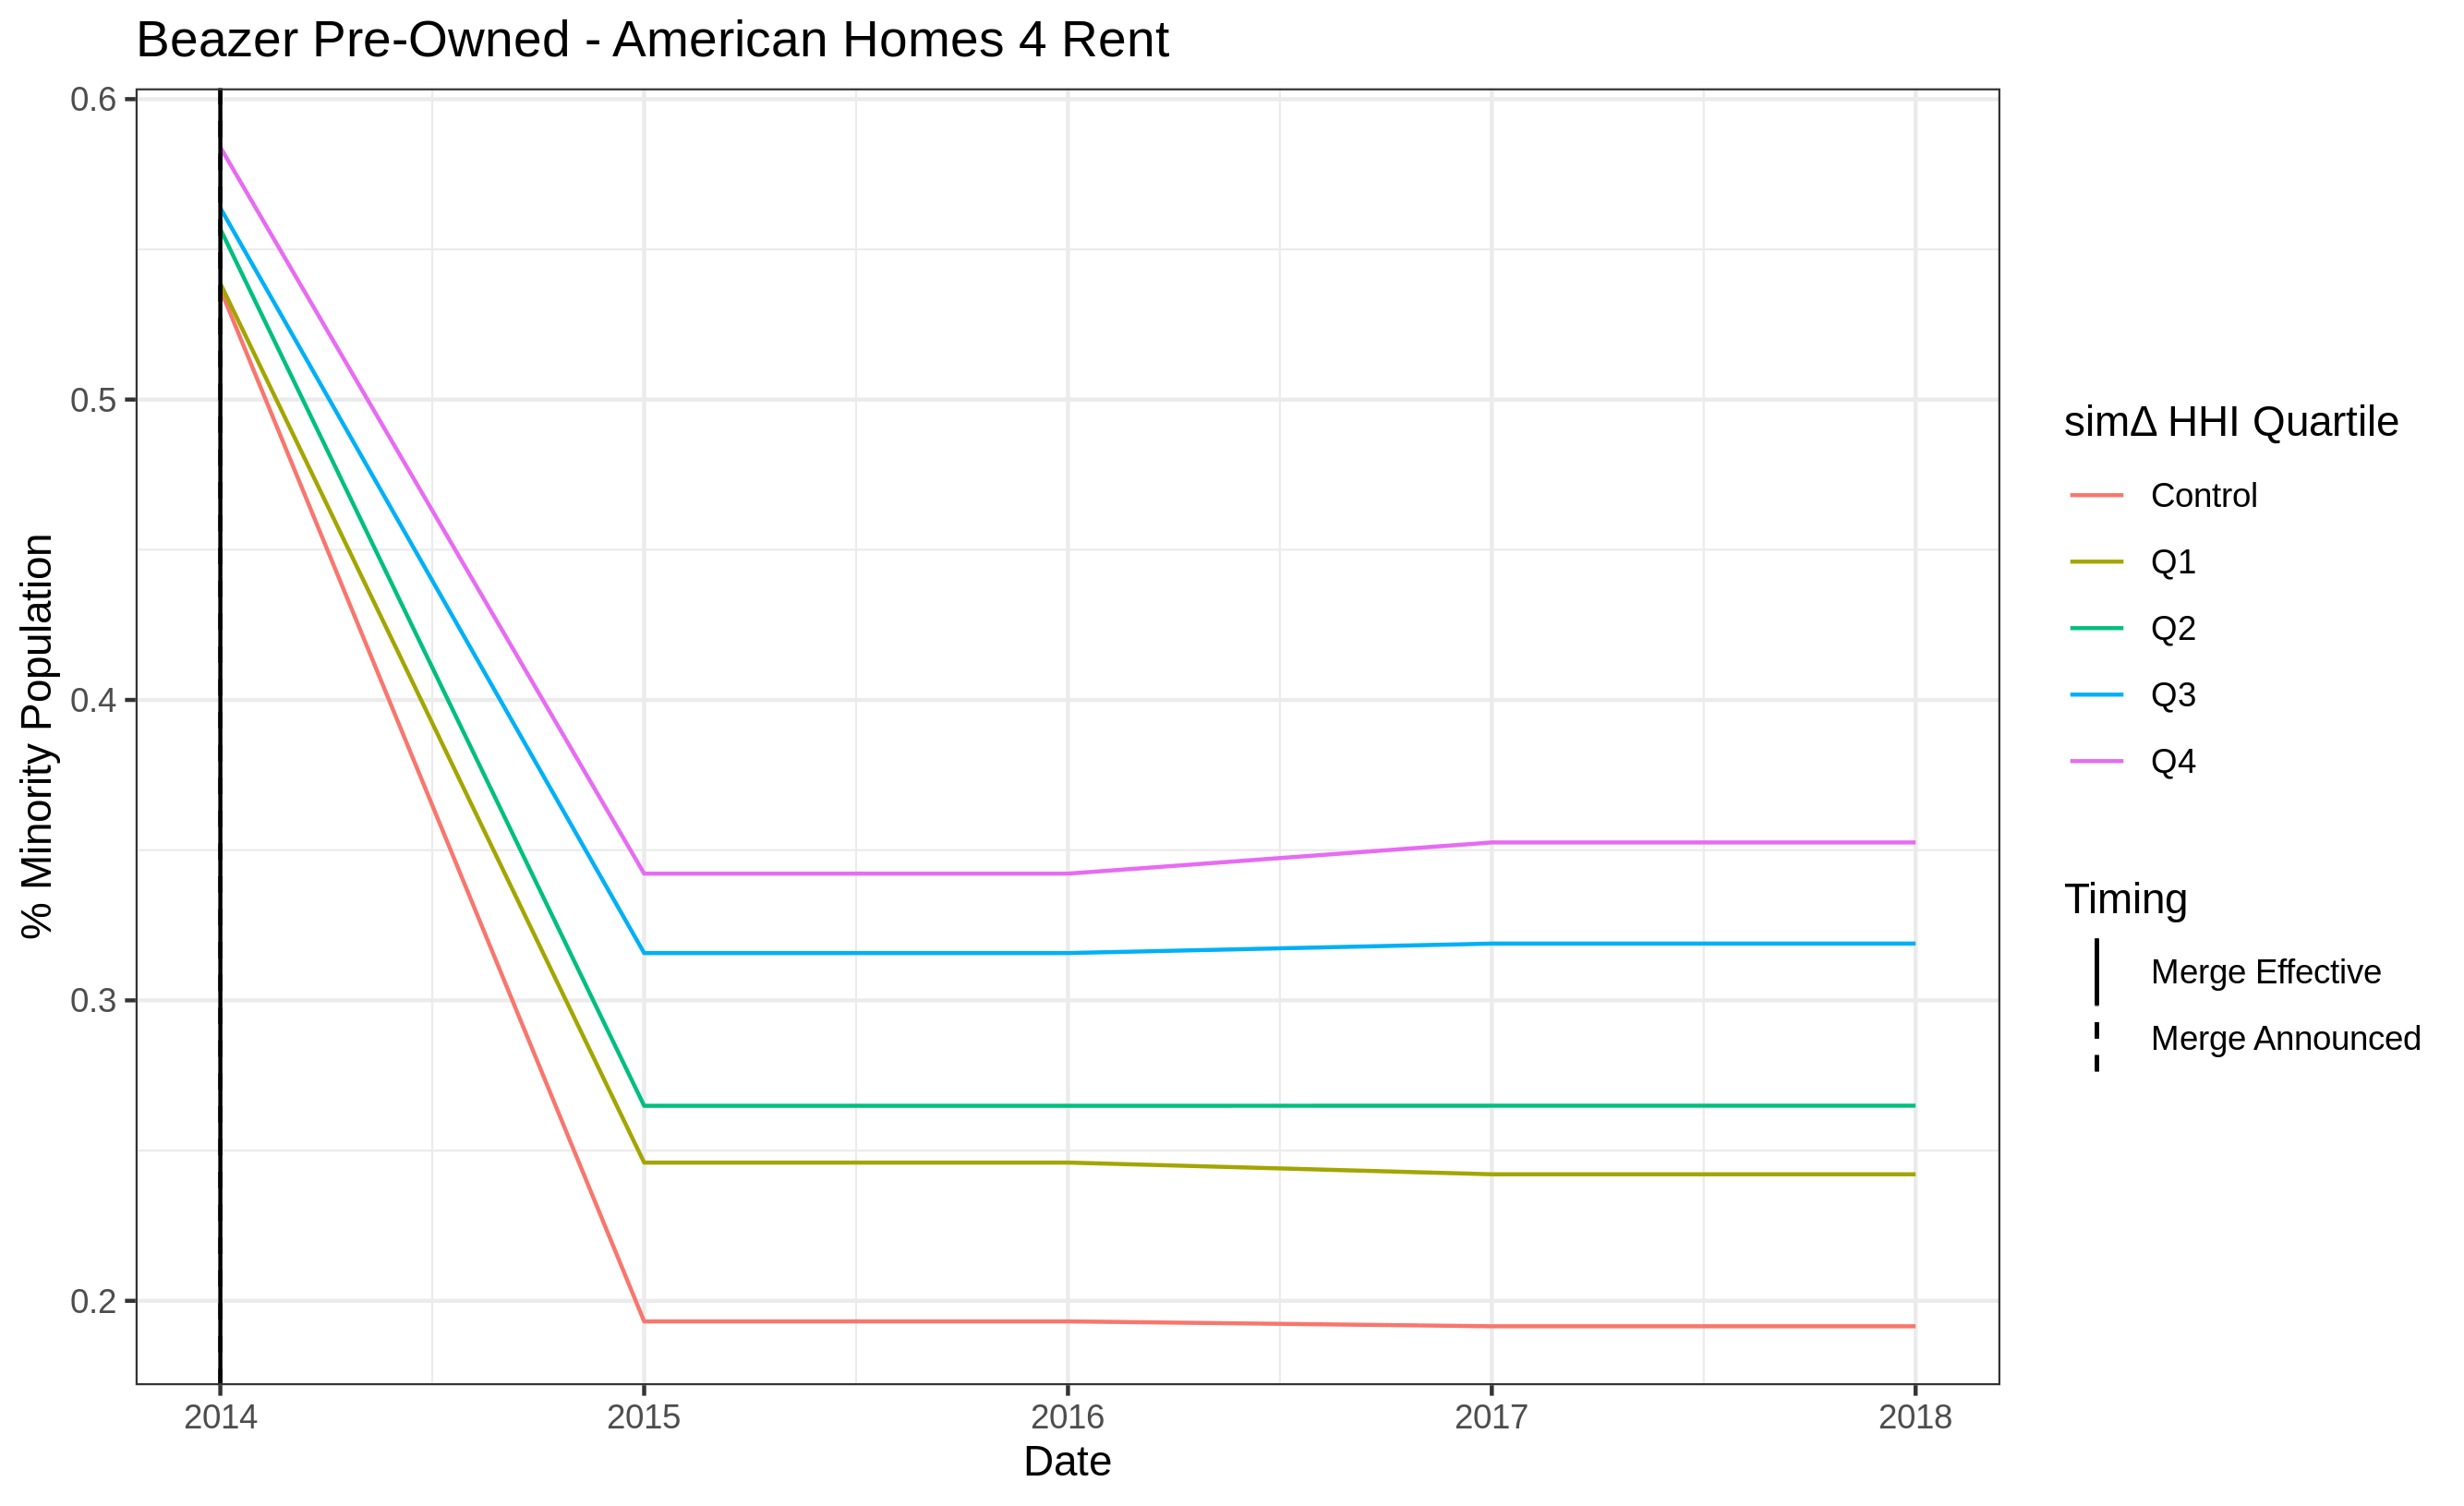 Beazer Pre-Owned - American Homes 4 Rent
0.6
0.5
0.4
0.3
0.2
% Minority Population
2014 2015 2016 2017 2018
Date
sim∆ HHI Quartile
Control
Q1
Q2
Q3
Q4
Timing
Merge Effective
Merge Announced